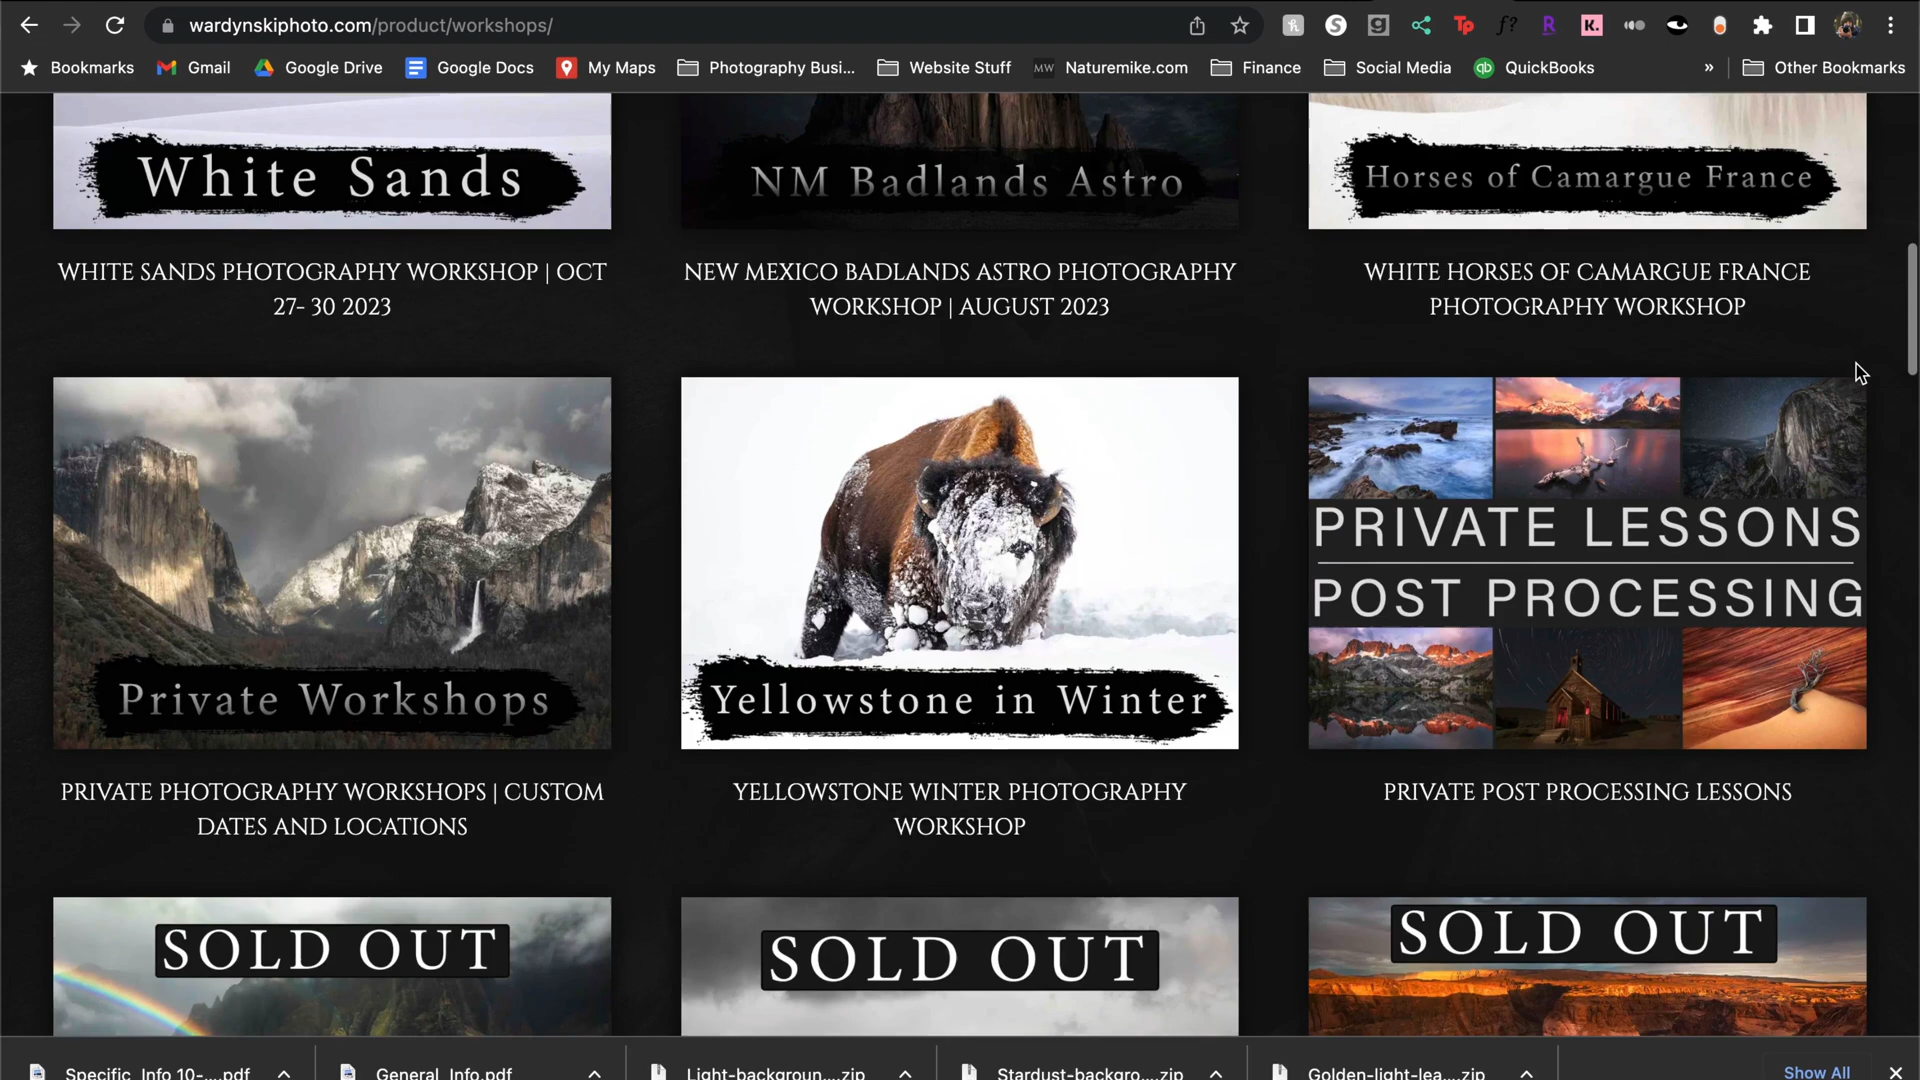 wardynskiphoto.com/product/workshops/
Bookmarks Gmail Google Drive Google Docs My Maps Photography Busi... Website Stuff MW Naturemike.com Finance Social Media qb QuickBooks » Other Bookmarks
White Sands NM Badlands Astro Horses of Camargue France
WHITE SANDS PHOTOGRAPHY WORKSHOP | OCT
27- 30 2023
NEW MEXICO BADLANDS ASTRO PHOTOGRAPHY
WORKSHOP | AUGUST 2023
WHITE HORSES OF CAMARGUE FRANCE
PHOTOGRAPHY WORKSHOP
Private Workshops
Yellowstone in Winter
PRIVATE LESSONS
POST PROCESSING
PRIVATE PHOTOGRAPHY WORKSHOPS | CUSTOM
DATES AND LOCATIONS
YELLOWSTONE WINTER PHOTOGRAPHY
WORKSHOP
PRIVATE POST PROCESSING LESSONS
SOLD OUT
SOLD OUT
SOLD OUT
Specific_Info 10-....pdf General_Info.pdf Light-backgroun....zip Stardust-backgro....zip Golden-light-lea....zip Show All